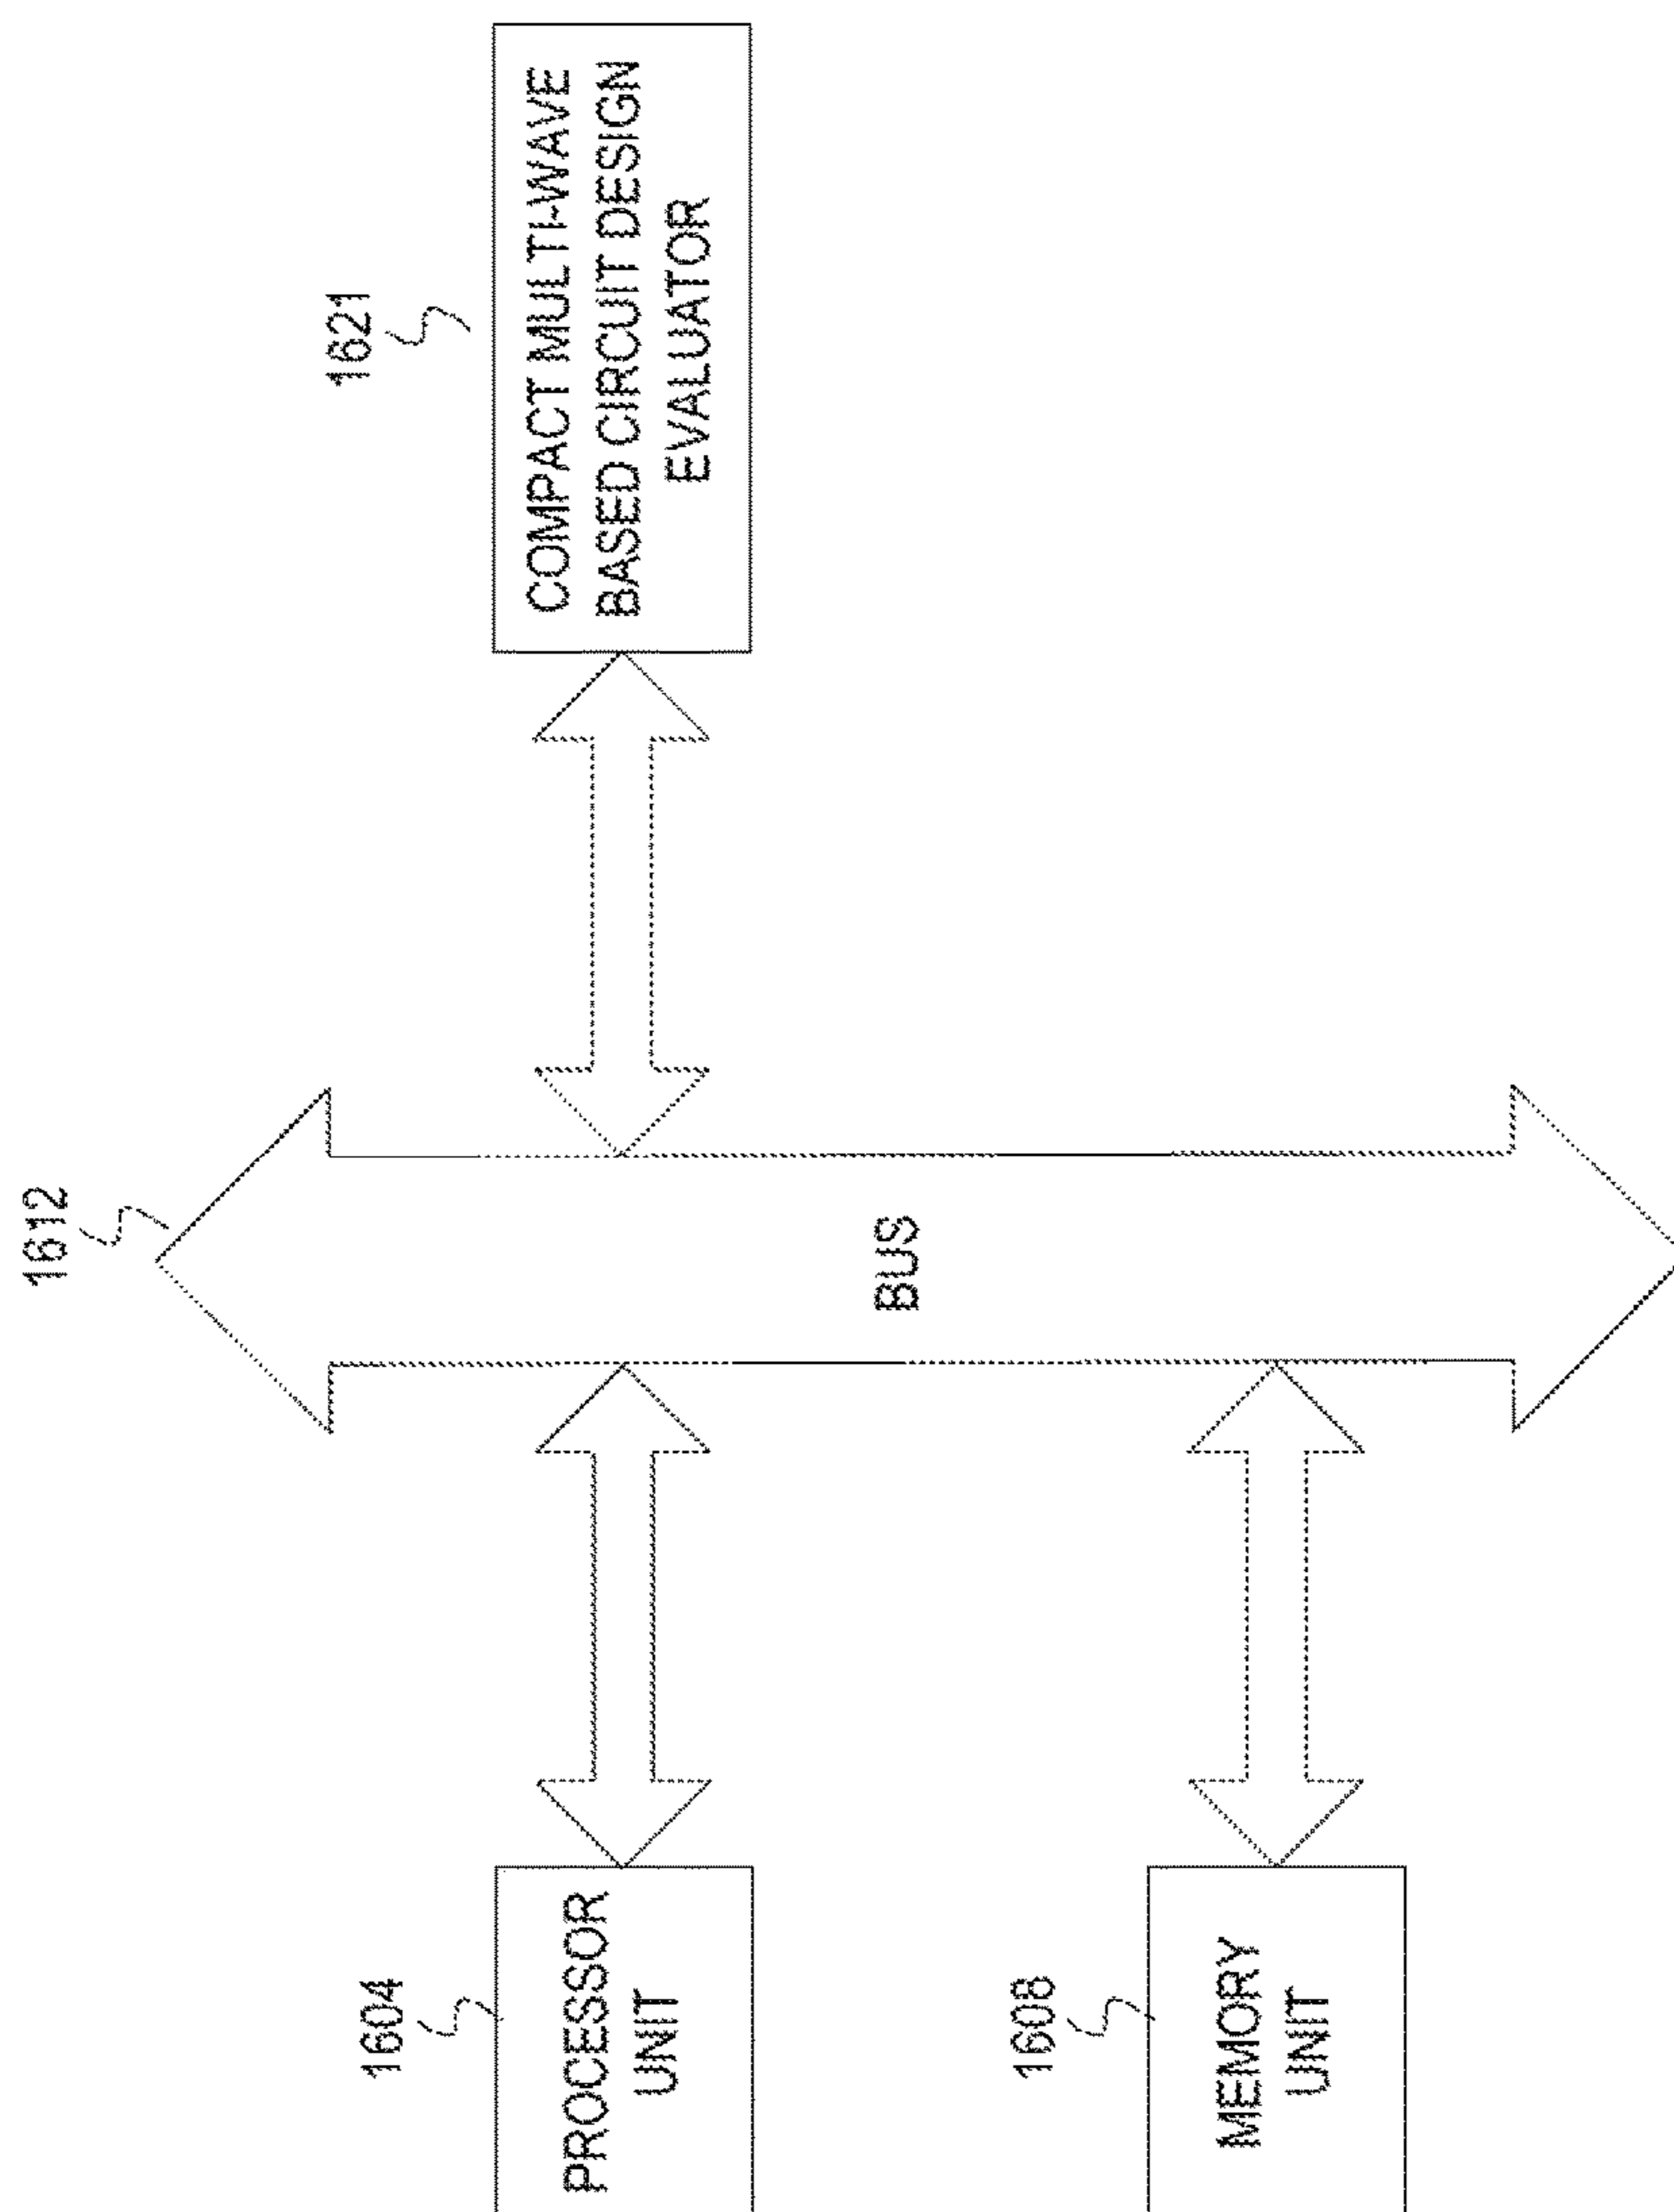 1612
1621
COMPACT MULTI-WAVE
BASED CIRCUIT DESIGN
EVALUATOR
1604
PROCESSOR
UNIT
BUS
1608
MEMORY
UNIT